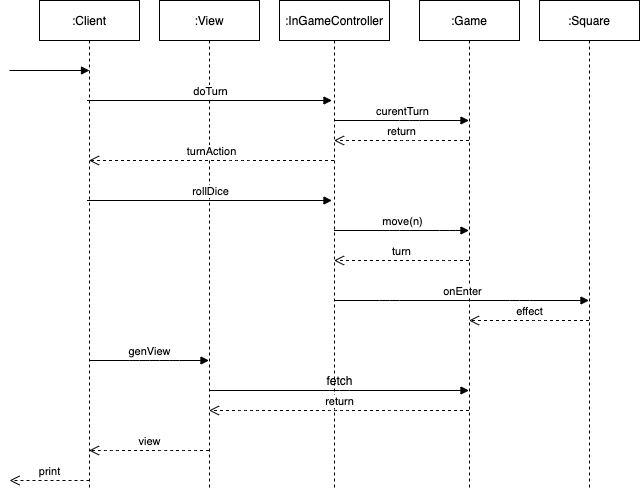 :Client
:View
:InGameController
:Game
:Square
doTurn
curentTurn
return
turnAction
rollDice
move(n)
turn
onEnter
effect
genView
fetch
return
view
print